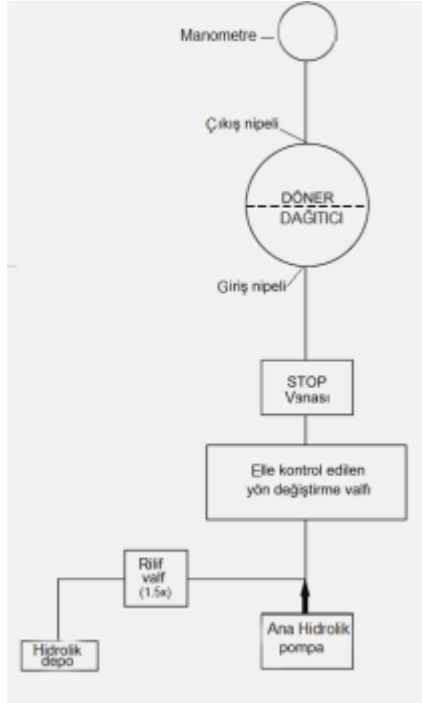 Manometre
Çıkış nipeli
DÖNER
DAĞITICI
Giriş nipeli
STOP
Vanası
Elle kontrol edilen
yön değiştirme valfı
Rilif
valf
(1.5x)
Ana Hidrolik
pompa
Hidrolik
depo